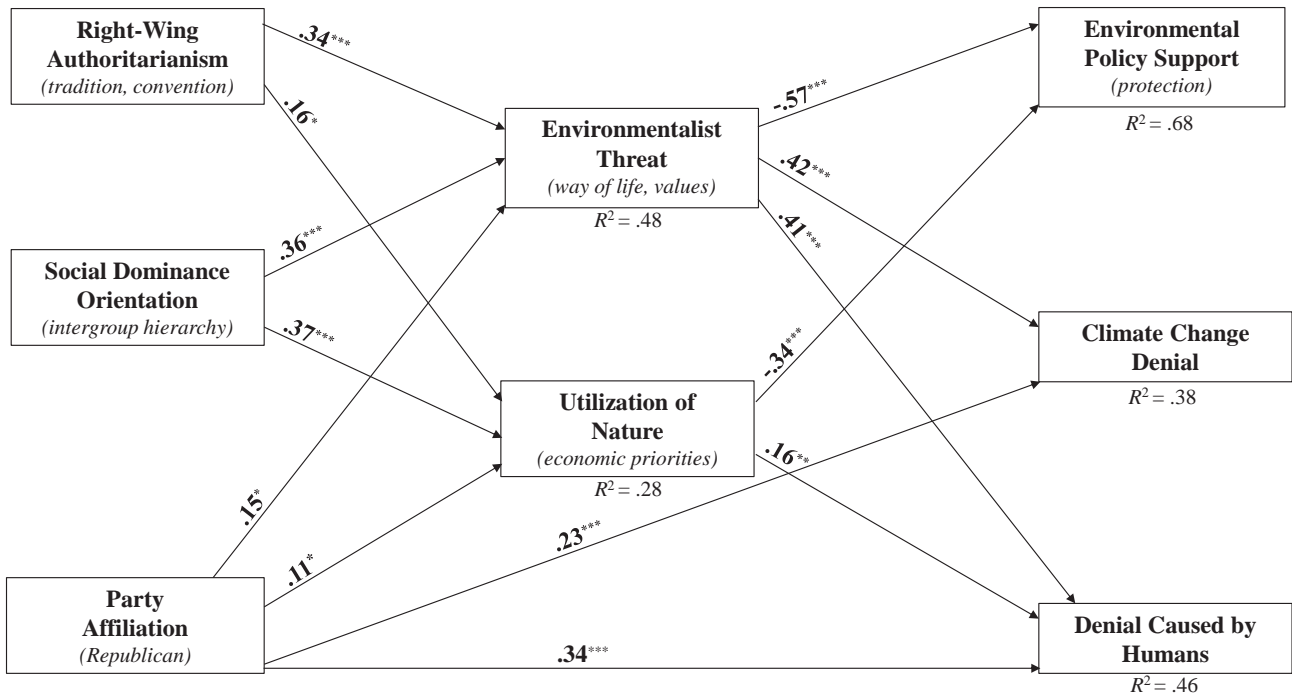 Right-Wing
Authoritarianism
(tradition, convention)
.34***
.16*
Environmental
Policy Support
(protection)
R² = .68
-.57***
Environmentalist
Threat
(way of life, values)
R² = .48
.42***
.41***
.36***
Social Dominance
Orientation
(intergroup hierarchy)
.37***
-.34***
Climate Change
Denial
R² = .38
Utilization of
Nature
(economic priorities)
R² = .28
.16**
.15*
.11*
.23***
Party
Affiliation
(Republican)
.34***
Denial Caused by
Humans
R² = .46